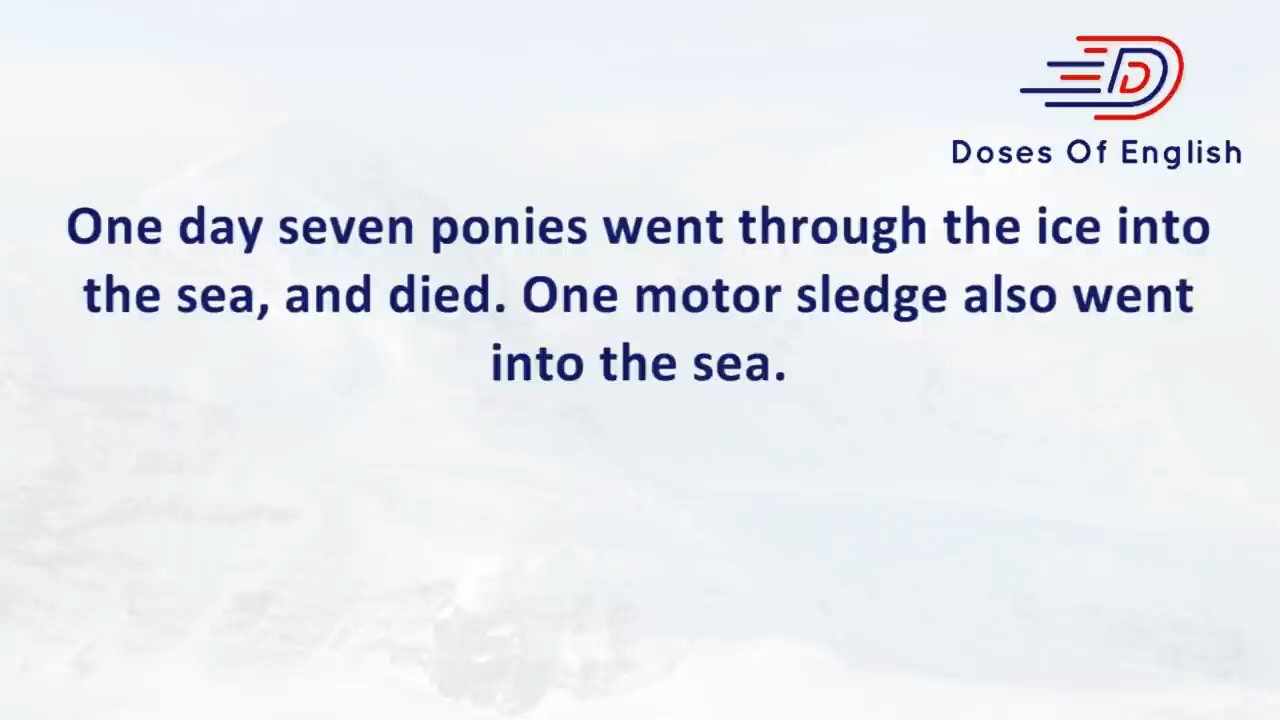 Doses Of English
One day seven ponies went through the ice into
the sea, and died. One motor sledge also went
into the sea.